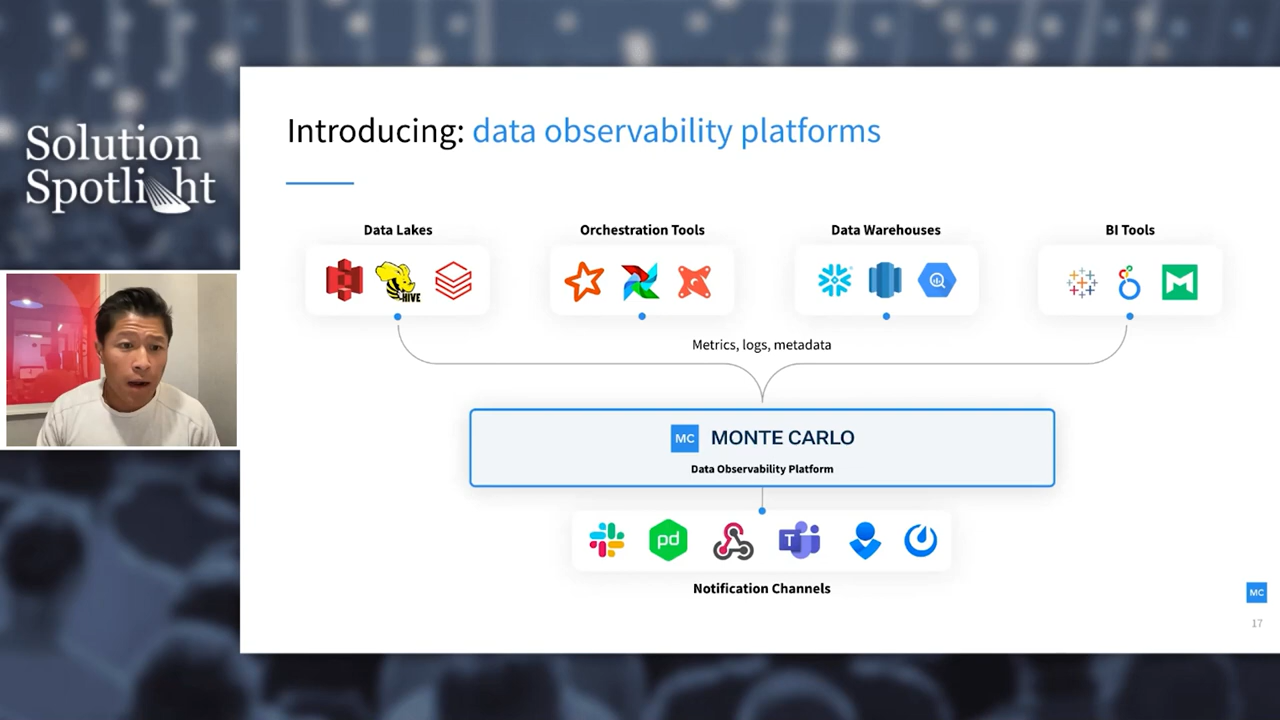 Solution
Spotlight
Introducing: data observability platforms
Data Lakes
Orchestration Tools
Data Warehouses
BI Tools
HIVE
Metrics, logs, metadata
MC MONTE CARLO
Data Observability Platform
pd
T
Notification Channels
MC
17